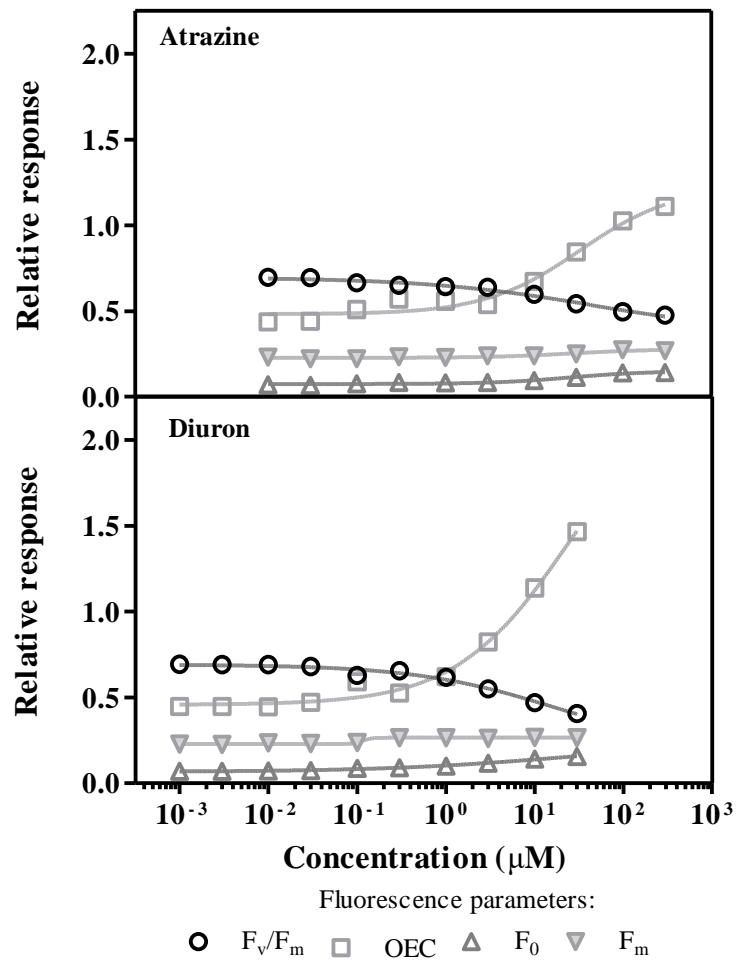 Atrazine
2.0
1.5
1.0
0.5
0.0
Relative response
Diuron
2.0
1.5
1.0
0.5
0.0
Relative response
10⁻³ 10⁻² 10⁻¹ 10⁰ 10¹ 10² 10³
Concentration (μM)
Fluorescence parameters:
Fᵥ/Fₘ OEC F₀ Fₘ